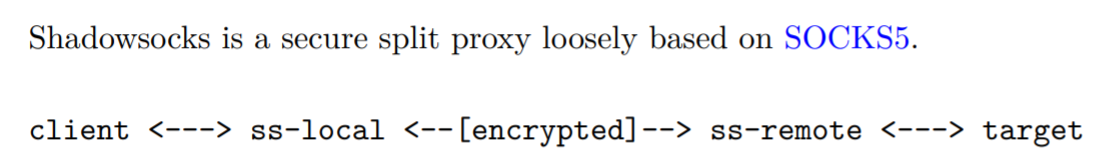 Shadowsocks is a secure split proxy loosely based on SOCKS5.
client <---> ss-local <--[encrypted]--> ss-remote <---> target